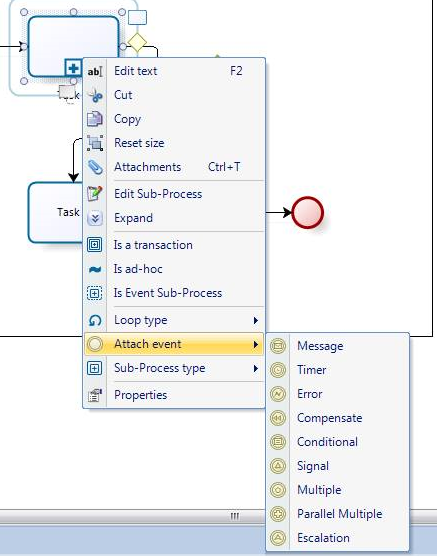 Edit text F2
Cut
Copy
Reset size
Attachments Ctrl+T
Edit Sub-Process
Expand
Is a transaction
Is ad-hoc
Is Event Sub-Process
Loop type
Attach event
Sub-Process type
Properties
Task
Message
Timer
Error
Compensate
Conditional
Signal
Multiple
Parallel Multiple
Escalation